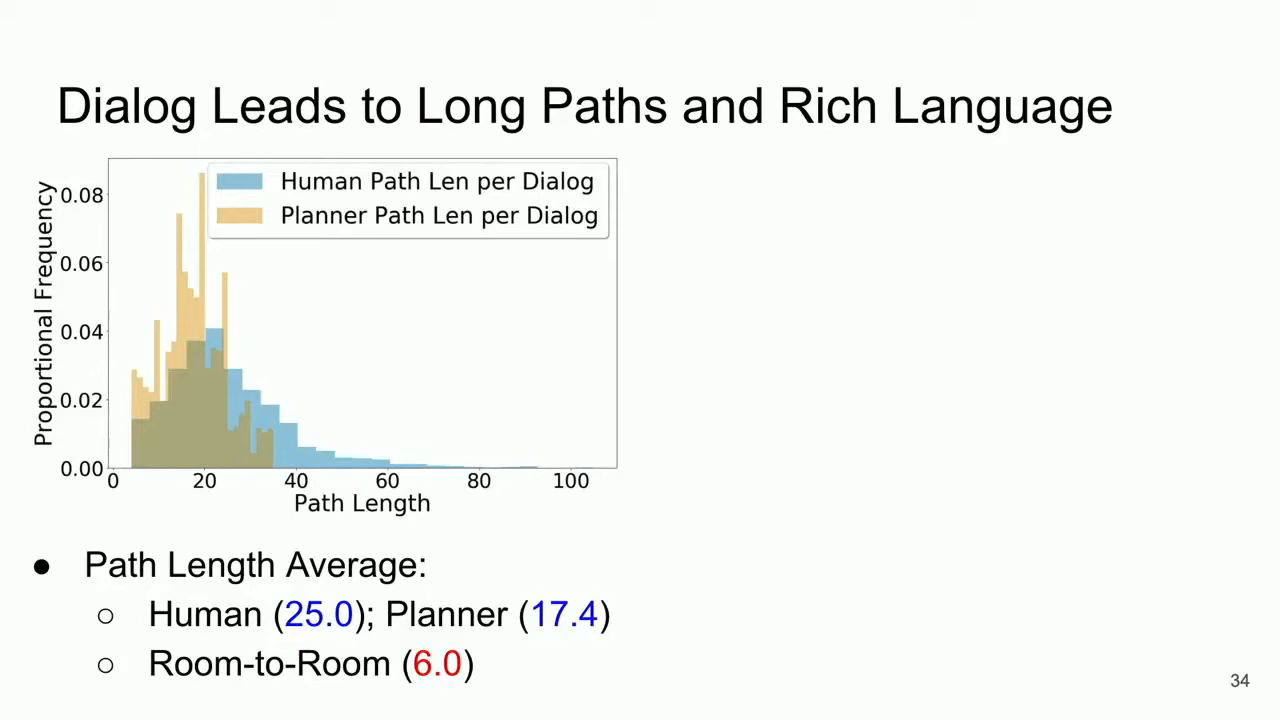 Dialog Leads to Long Paths and Rich Language
Human Path Len per Dialog
Planner Path Len per Dialog
Proportional Frequency
0.08
0.06
0.04
0.02
0.00
0 20 40 60 80 100
Path Length
● Path Length Average:
○ Human (25.0); Planner (17.4)
○ Room-to-Room (6.0)
34